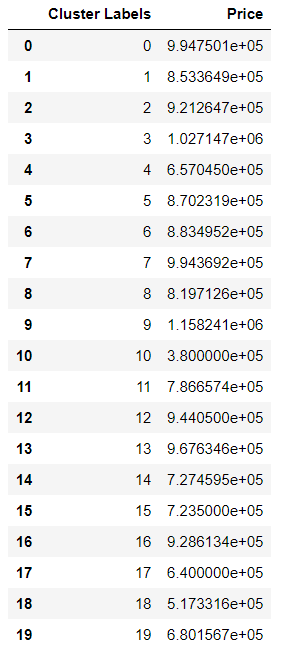 Cluster Labels Price
0 0 9.947501e+05
1 1 8.533649e+05
2 2 9.212647e+05
3 3 1.027147e+06
4 4 6.570450e+05
5 5 8.702319e+05
6 6 8.834952e+05
7 7 9.943692e+05
8 8 8.197126e+05
9 9 1.158241e+06
10 10 3.800000e+05
11 11 7.866574e+05
12 12 9.440500e+05
13 13 9.676346e+05
14 14 7.274595e+05
15 15 7.235000e+05
16 16 9.286134e+05
17 17 6.400000e+05
18 18 5.173316e+05
19 19 6.801567e+05